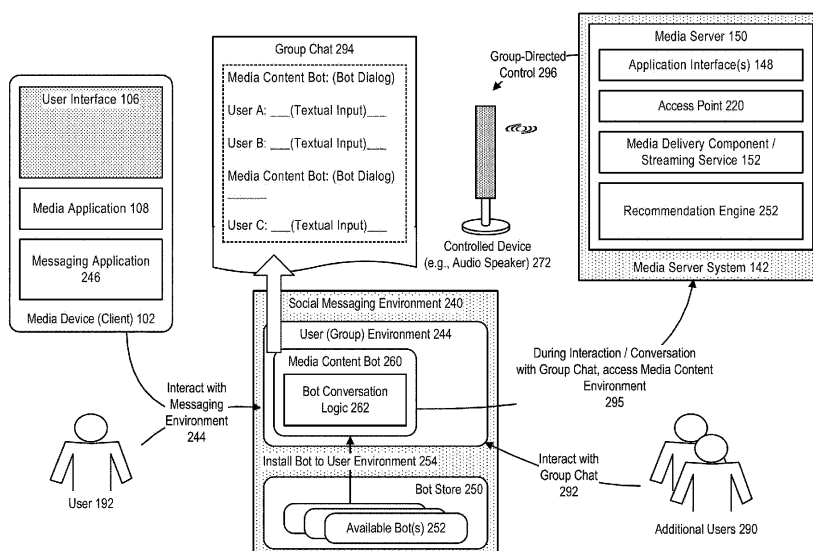 User Interface 106
Media Application 108
Messaging Application
246
Media Device (Client) 102
Group Chat 294
Media Content Bot: (Bot Dialog)
User A: ___(Textual Input)___
User B: ___(Textual Input)___
Media Content Bot: (Bot Dialog)
______
User C: ___(Textual Input)___
Group-Directed
Control 296
Controlled Device
(e.g., Audio Speaker) 272
Media Server 150
Application Interface(s) 148
Access Point 220
Media Delivery Component /
Streaming Service 152
Recommendation Engine 252
Media Server System 142
Social Messaging Environment 240
User (Group) Environment 244
Media Content Bot 260
Bot Conversation
Logic 262
Install Bot to User Environment 254
Bot Store 250
Available Bot(s) 252
Interact with
Messaging
Environment
244
User 192
During Interaction / Conversation
with Group Chat, access Media Content
Environment
295
Interact with
Group Chat
292
Additional Users 290